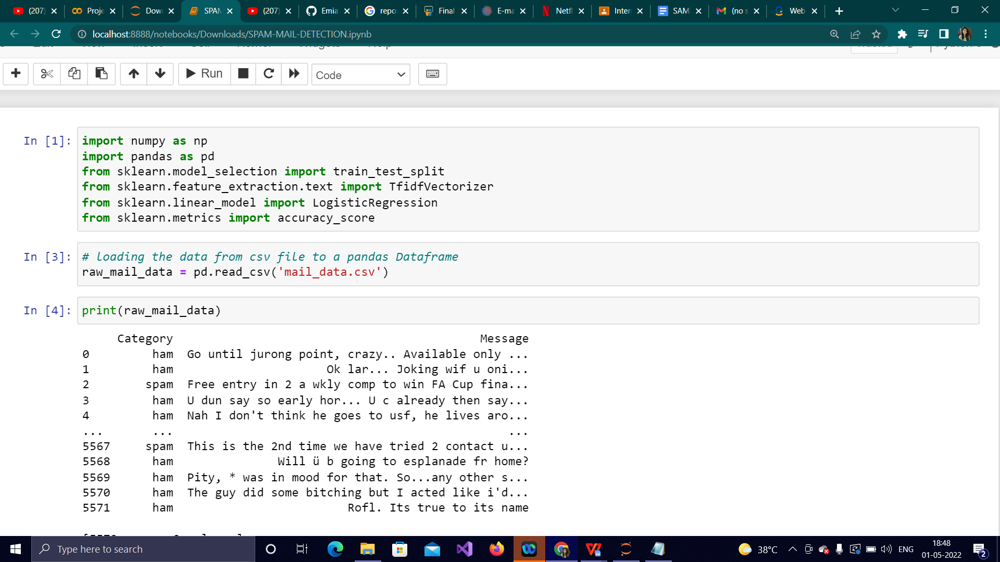 (207)
Proje
Dow
SPAM
(207)
Emia
repo
Final
E-ma
Netfl
Inter
SAM
(no s
Web
localhost:8888/notebooks/Downloads/SPAM-MAIL-DETECTION.ipynb
Run
Code
In [1]:
import numpy as np
import pandas as pd
from sklearn.model_selection import train_test_split
from sklearn.feature_extraction.text import TfidfVectorizer
from sklearn.linear_model import LogisticRegression
from sklearn.metrics import accuracy_score
In [3]:
# loading the data from csv file to a pandas Dataframe
raw_mail_data = pd.read_csv('mail_data.csv')
In [4]:
print(raw_mail_data)
Category Message
0 ham Go until jurong point, crazy.. Available only ...
1 ham Ok lar... Joking wif u oni...
2 spam Free entry in 2 a wkly comp to win FA Cup fina...
3 ham U dun say so early hor... U c already then say...
4 ham Nah I don't think he goes to usf, he lives aro...
... ... ...
5567 spam This is the 2nd time we have tried 2 contact u...
5568 ham Will ü b going to esplanade fr home?
5569 ham Pity, * was in mood for that. So...any other s...
5570 ham The guy did some bitching but I acted like i'd...
5571 ham Rofl. Its true to its name
Type here to search
38°C
ENG
18:48
01-05-2022
2